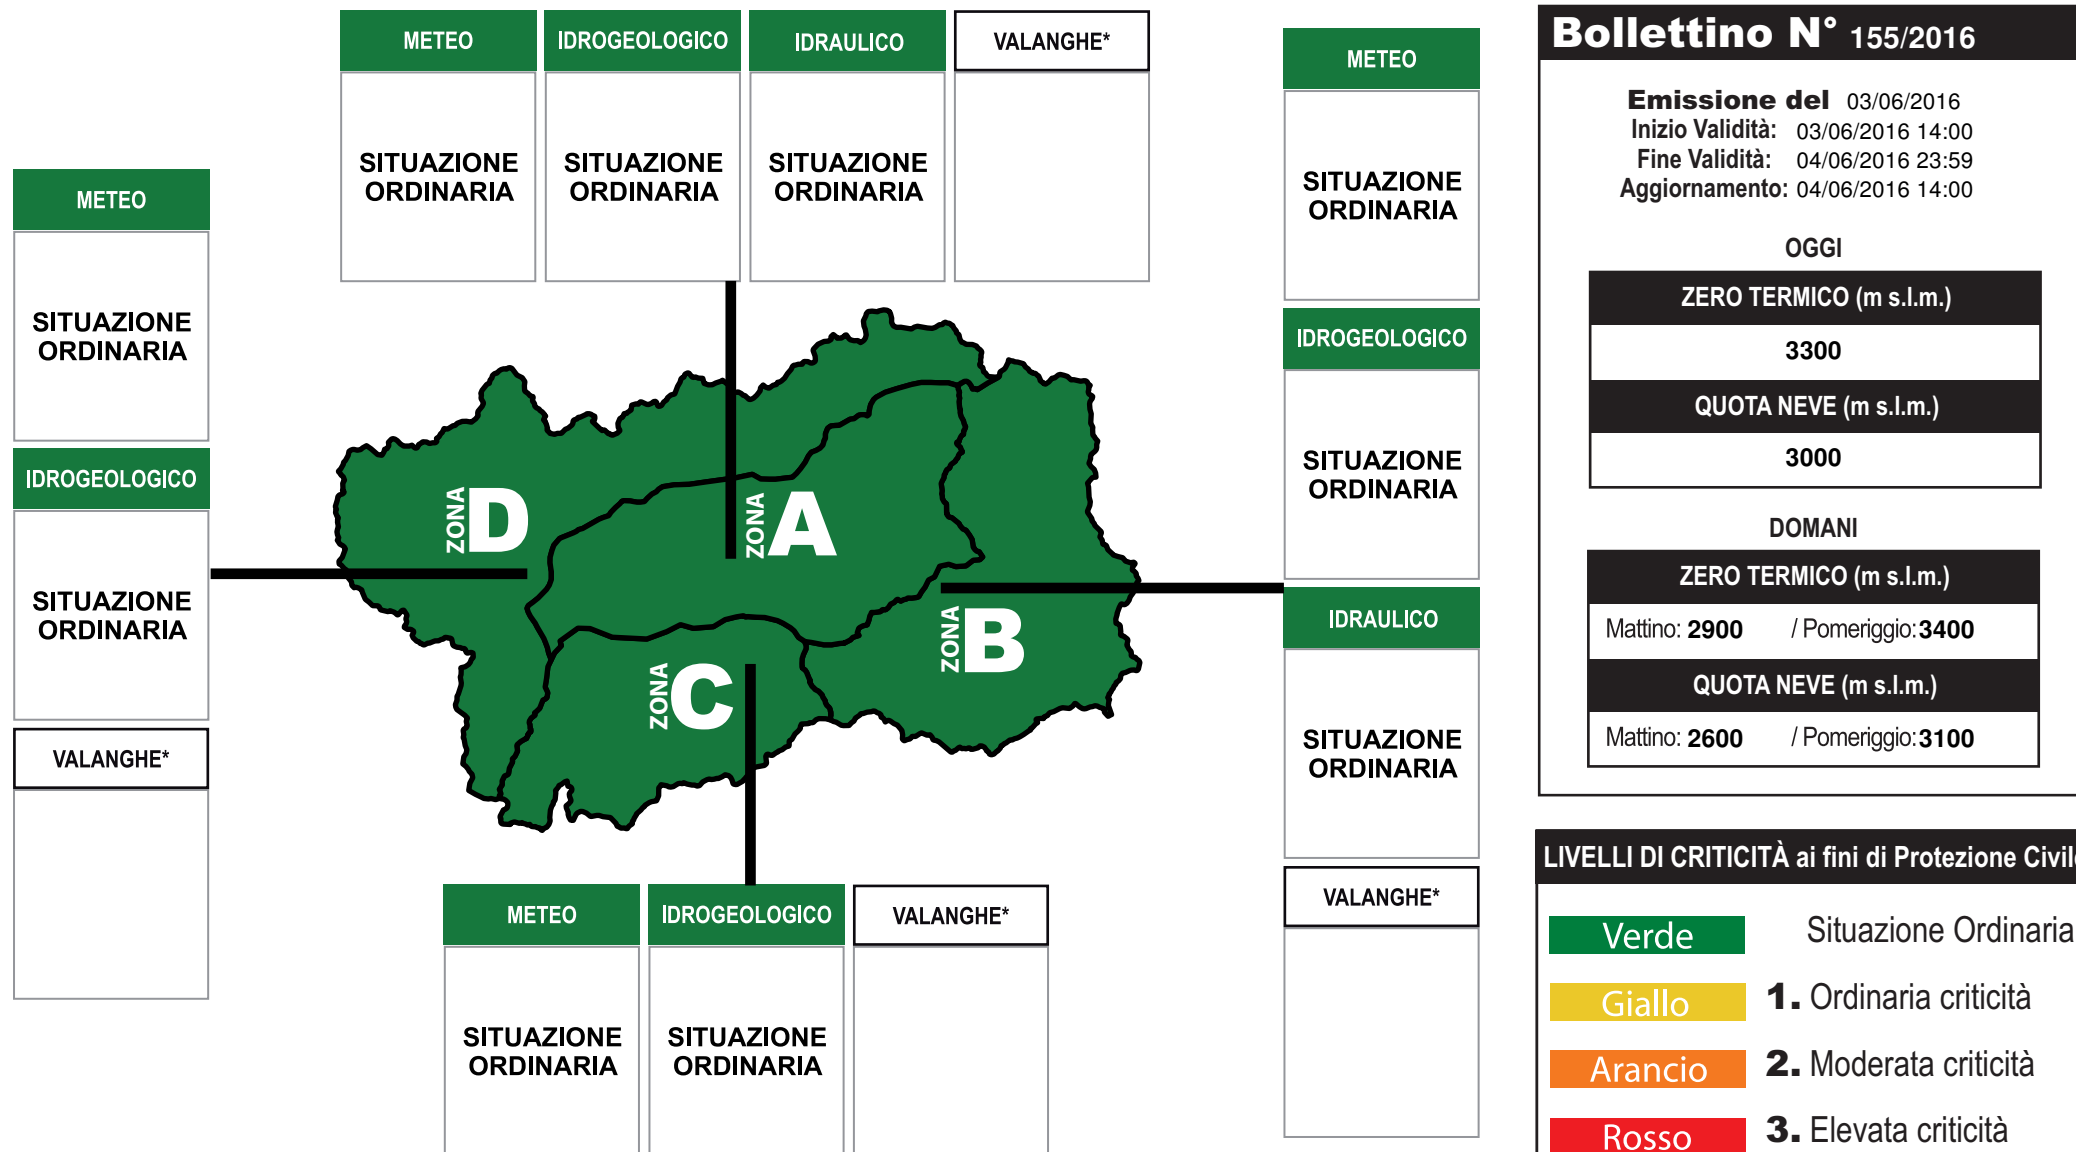 METEO
IDROGEOLOGICO
IDRAULICO
VALANGHE*
SITUAZIONE
ORDINARIA
SITUAZIONE
ORDINARIA
SITUAZIONE
ORDINARIA
METEO
SITUAZIONE
ORDINARIA
IDROGEOLOGICO
SITUAZIONE
ORDINARIA
VALANGHE*
ZONA D
ZONA A
ZONA B
ZONA C
METEO
SITUAZIONE
ORDINARIA
IDROGEOLOGICO
SITUAZIONE
ORDINARIA
IDRAULICO
SITUAZIONE
ORDINARIA
VALANGHE*
METEO
IDROGEOLOGICO
VALANGHE*
SITUAZIONE
ORDINARIA
SITUAZIONE
ORDINARIA
Bollettino N° 155/2016
Emissione del 03/06/2016
Inizio Validità: 03/06/2016 14:00
Fine Validità: 04/06/2016 23:59
Aggiornamento: 04/06/2016 14:00
OGGI
ZERO TERMICO (m s.l.m.)
3300
QUOTA NEVE (m s.l.m.)
3000
DOMANI
ZERO TERMICO (m s.l.m.)
Mattino: 2900 / Pomeriggio: 3400
QUOTA NEVE (m s.l.m.)
Mattino: 2600 / Pomeriggio: 3100
LIVELLI DI CRITICITÀ ai fini di Protezione Civile
Verde Situazione Ordinaria
Giallo 1. Ordinaria criticità
Arancio 2. Moderata criticità
Rosso 3. Elevata criticità